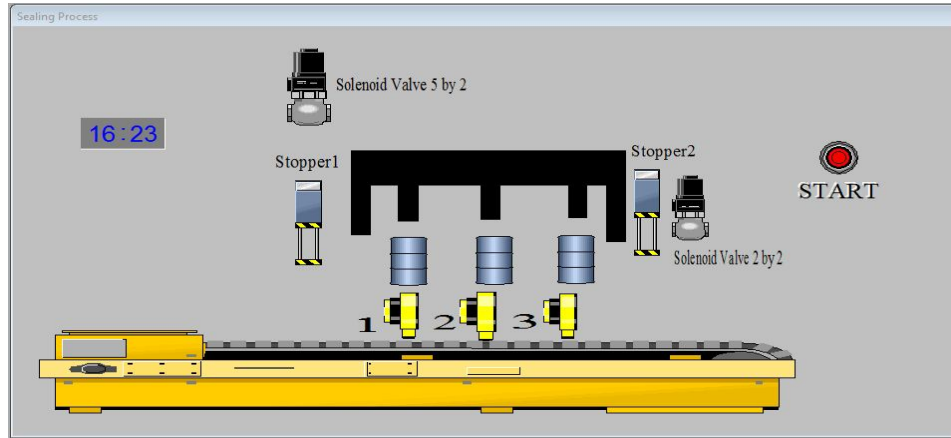 Sealing Process
Solenoid Valve 5 by 2
16:23
Stopper1
Stopper2
START
Solenoid Valve 2 by 2
1 2 3